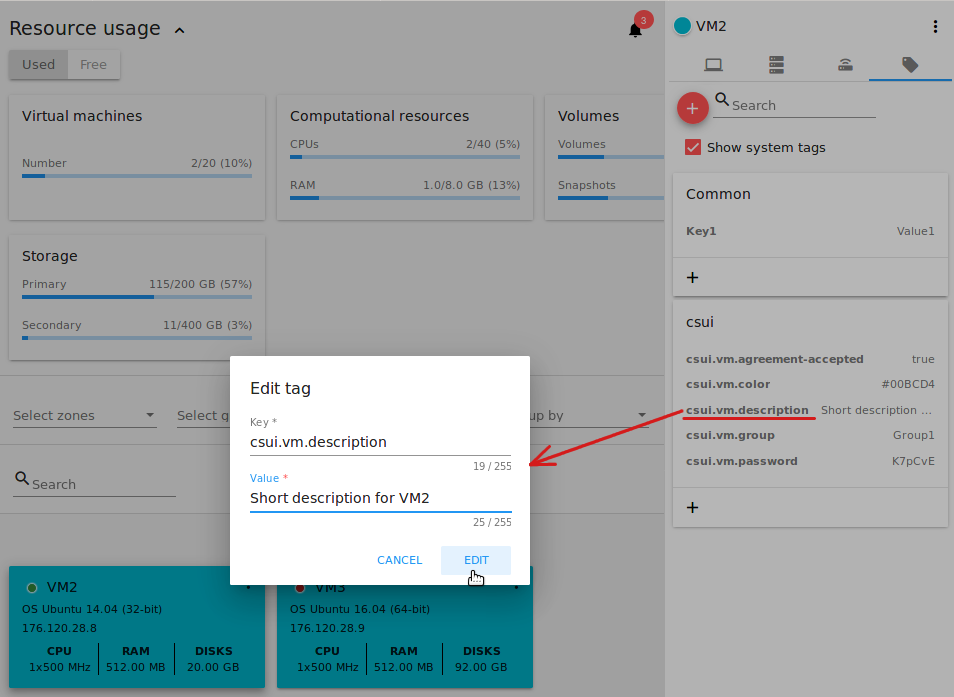 Resource usage
3
Used Free
Virtual machines
Number 2/20 (10%)
Computational resources
CPUs 2/40 (5%)
RAM 1.0/8.0 GB (13%)
Volumes
Volumes
Snapshots
Storage
Primary 115/200 GB (57%)
Secondary 11/400 GB (3%)
Select zones
Select
by
Search
Edit tag
Key *
csui.vm.description
19 / 255
Value *
Short description for VM2
25 / 255
CANCEL EDIT
VM2
OS Ubuntu 14.04 (32-bit)
176.120.28.8
CPU RAM DISKS
1x500 MHz 512.00 MB 20.00 GB
VM3
OS Ubuntu 16.04 (64-bit)
176.120.28.9
CPU RAM DISKS
1x500 MHz 512.00 MB 92.00 GB
VM2
+ Search
Show system tags
Common
Key1 Value1
+
csui
csui.vm.agreement-accepted true
csui.vm.color #00BCD4
csui.vm.description Short description ...
csui.vm.group Group1
csui.vm.password K7pCvE
+